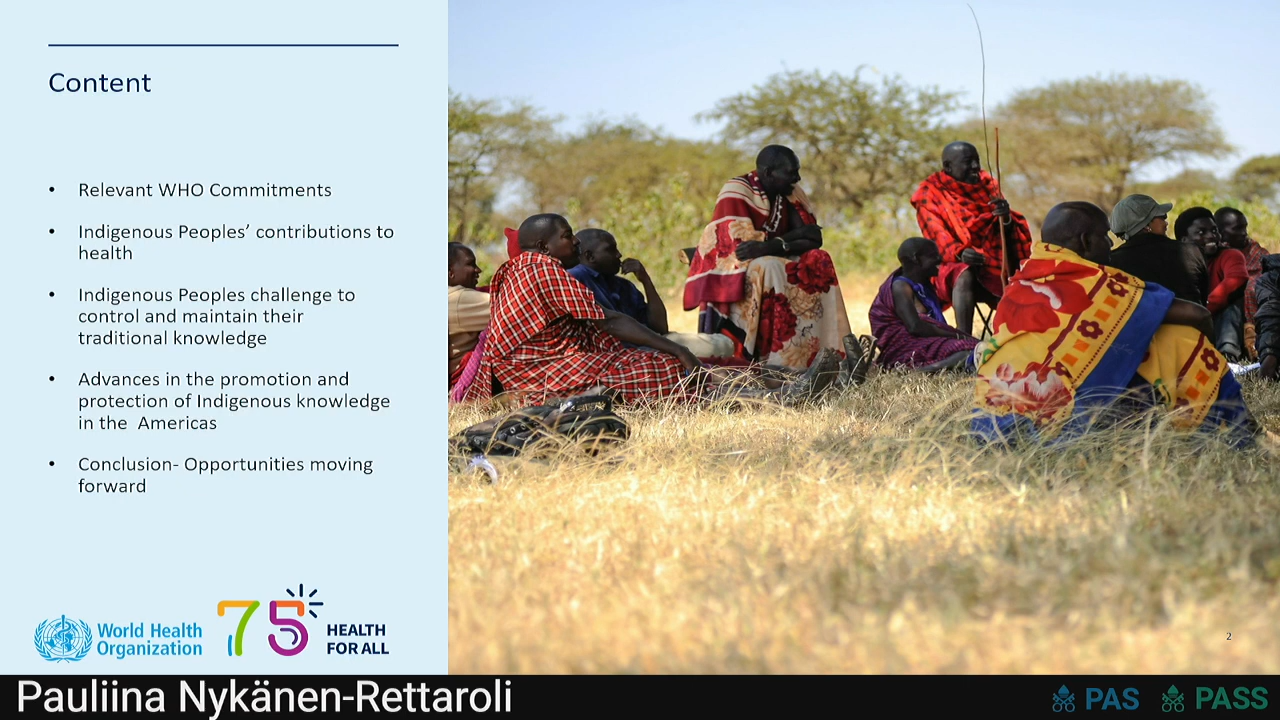 Content
• Relevant WHO Commitments
• Indigenous Peoples’ contributions to
health
• Indigenous Peoples challenge to
control and maintain their
traditional knowledge
• Advances in the promotion and
protection of Indigenous knowledge
in the  Americas
• Conclusion- Opportunities moving
forward
World Health
Organization
75
HEALTH
FOR ALL
2
Pauliina Nykänen-Rettaroli
PAS
PASS